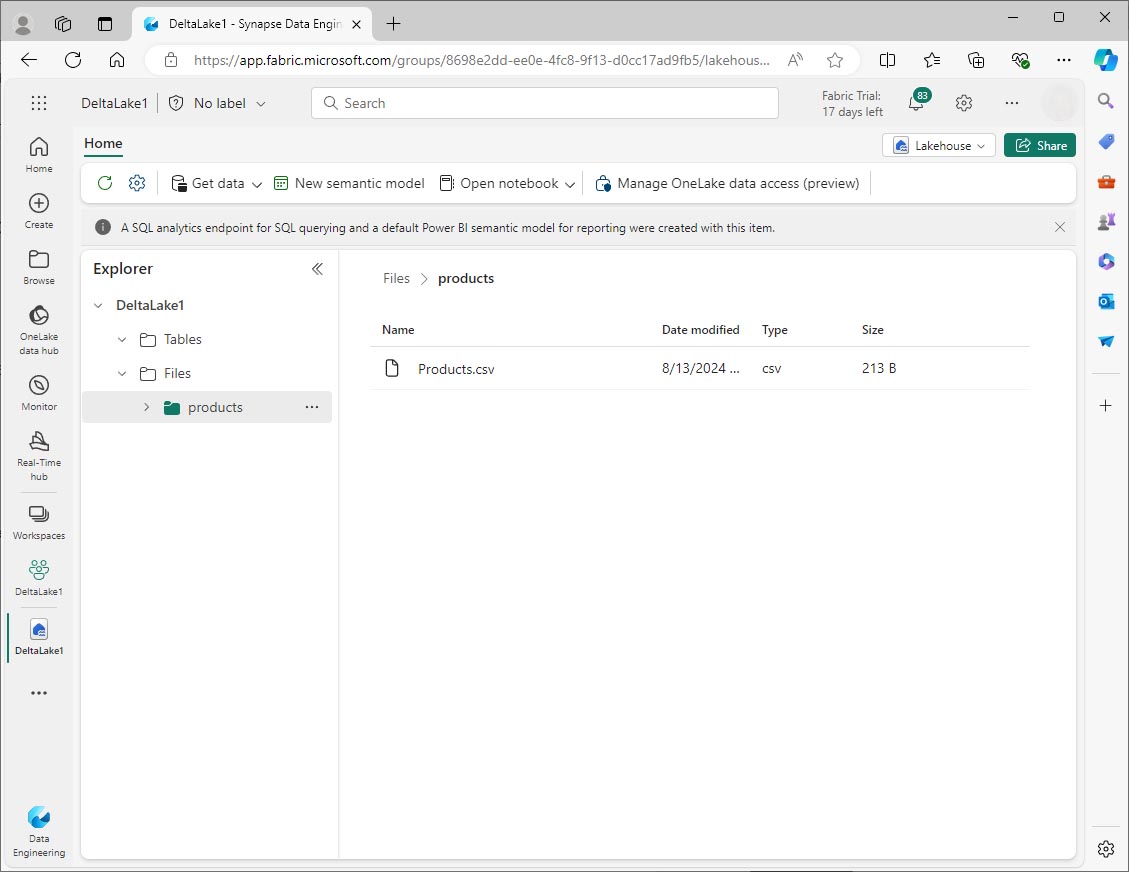 DeltaLake1 - Synapse Data Engin
https://app.fabric.microsoft.com/groups/8698e2dd-ee0e-4fc8-9f13-d0cc17ad9fb5/lakehous...
DeltaLake1
No label
Search
Fabric Trial:
17 days left
83
Home
Lakehouse
Share
Get data
New semantic model
Open notebook
Manage OneLake data access (preview)
A SQL analytics endpoint for SQL querying and a default Power BI semantic model for reporting were created with this item.
Home
Create
Browse
OneLake
data hub
Monitor
Real-Time
hub
Workspaces
DeltaLake1
DeltaLake1
Data
Engineering
Explorer
DeltaLake1
Tables
Files
products
Files > products
Name Date modified Type Size
Products.csv 8/13/2024 ... csv 213 B